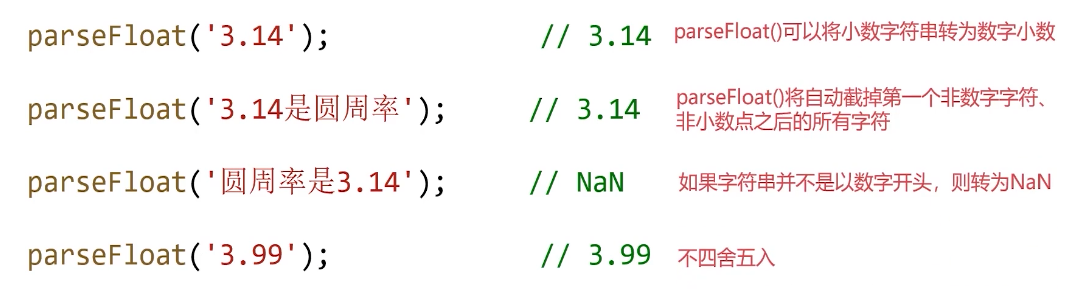 parseFloat('3.14'); // 3.14 parseFloat()可以将小数字符串转为数字小数
parseFloat('3.14是圆周率'); // 3.14 parseFloat()将自动截掉第一个非数字字符、
非小数点之后的所有字符
parseFloat('圆周率是3.14'); // NaN 如果字符串并不是以数字开头，则转为NaN
parseFloat('3.99'); // 3.99 不四舍五入